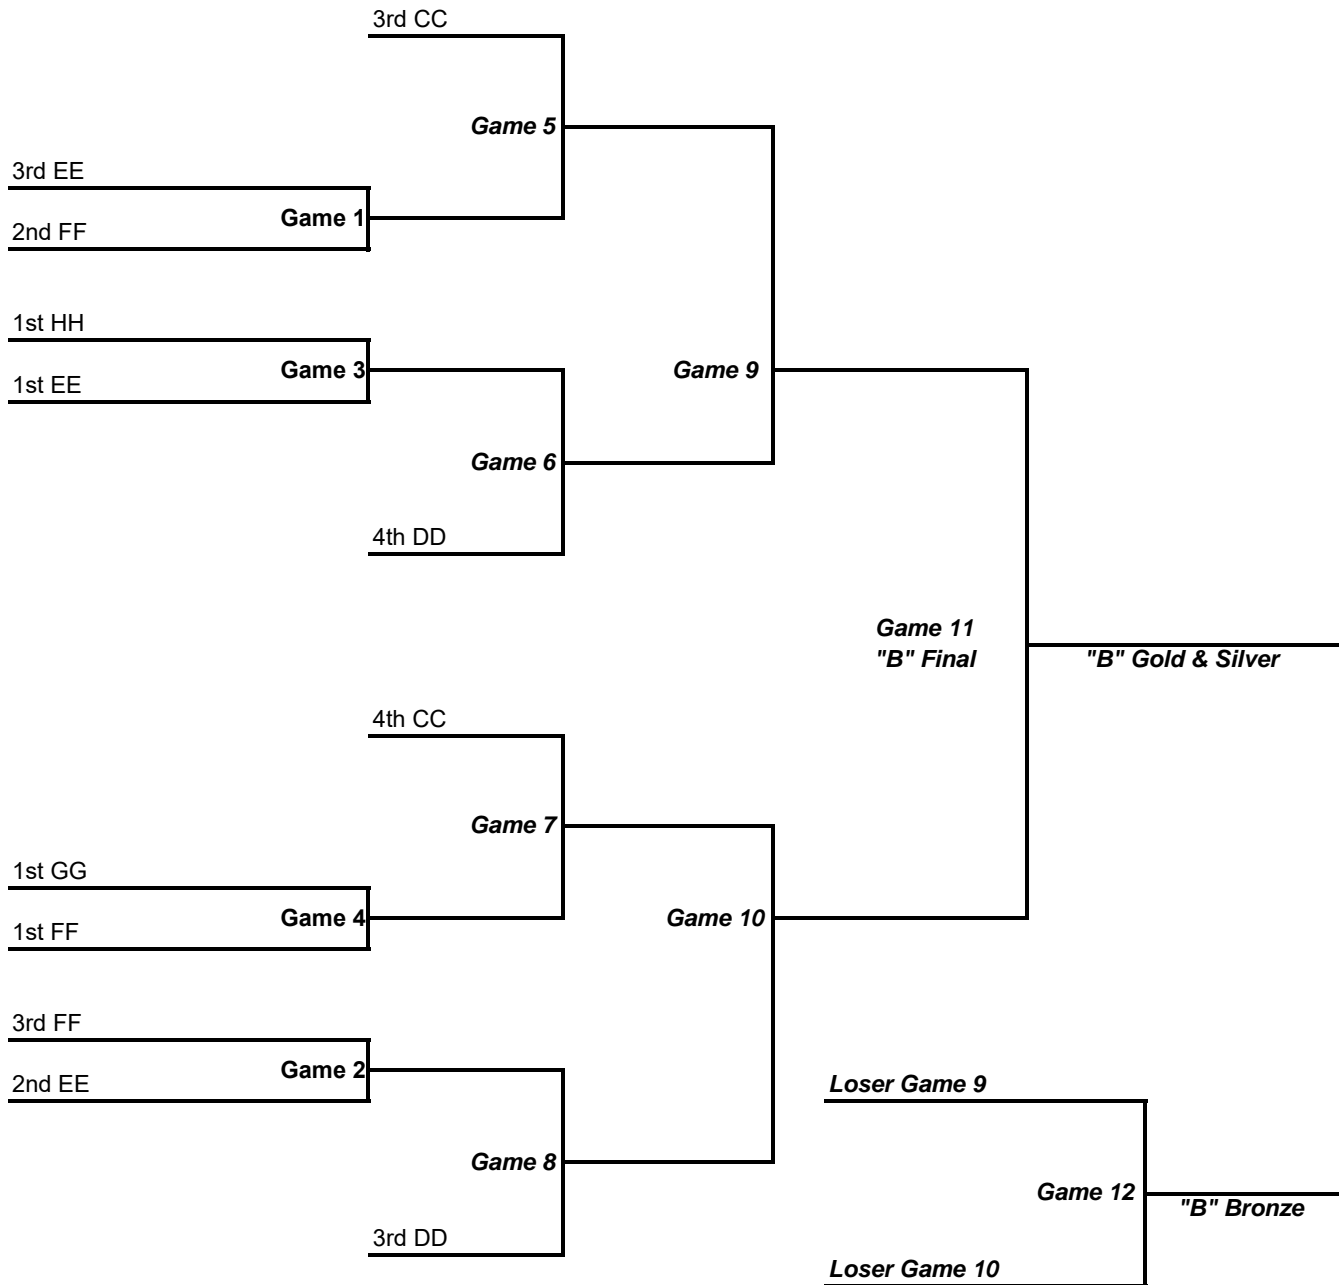 3rd CC
Game 5
3rd EE
Game 1
2nd FF
1st HH
Game 3
Game 9
1st EE
Game 6
4th DD
Game 11
"B" Final
"B" Gold & Silver
4th CC
Game 7
1st GG
Game 4
Game 10
1st FF
3rd FF
Game 2
2nd EE
Loser Game 9
Game 8
Game 12
"B" Bronze
3rd DD
Loser Game 10